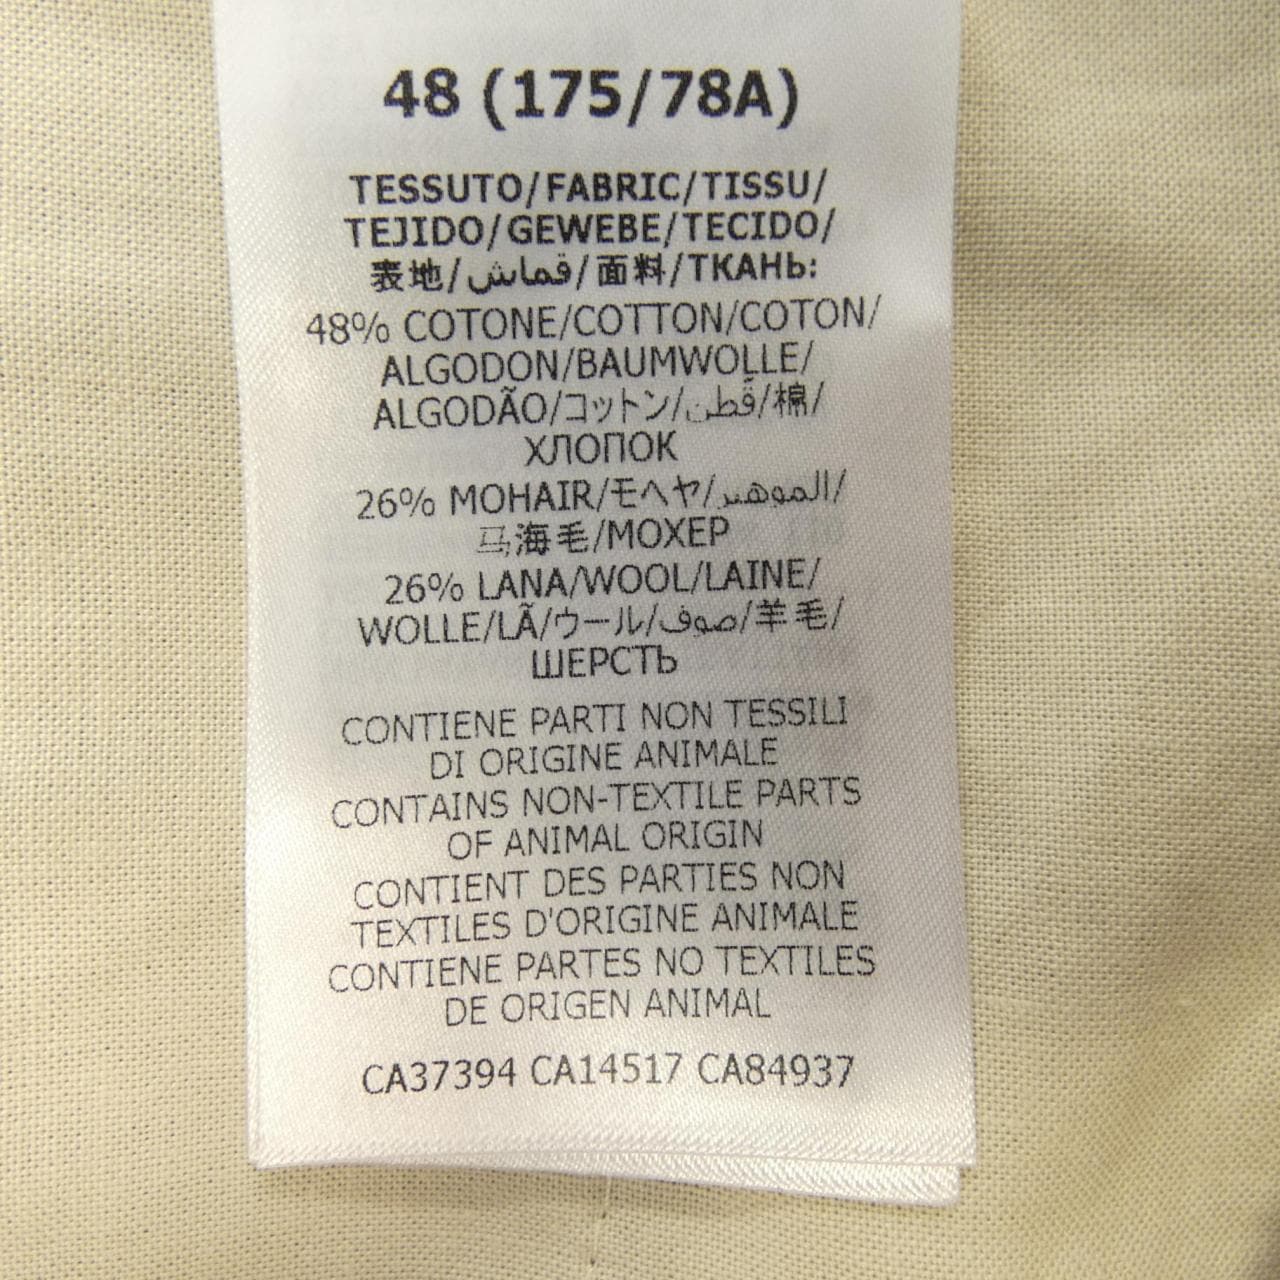 48 (175/78A)
TESSUTO/FABRIC/TISSU/
TEJIDO/GEWEBE/TECIDO/
表地/قماش/面料/ТКАНЬ:
48% COTONE/COTTON/COTON/
ALGODON/BAUMWOLLE/
ALGODÃO/コットン/قطن/棉/
ХЛОПОК
26% MOHAIR/モヘヤ/الموهير/
马海毛/МОХЕР
26% LANA/WOOL/LAINE/
WOLLE/LÃ/ウール/صوف/羊毛/
ШЕРСТЬ
CONTIENE PARTI NON TESSILI
DI ORIGINE ANIMALE
CONTAINS NON-TEXTILE PARTS
OF ANIMAL ORIGIN
CONTIENT DES PARTIES NON
TEXTILES D'ORIGINE ANIMALE
CONTIENE PARTES NO TEXTILES
DE ORIGEN ANIMAL
CA37394 CA14517 CA84937